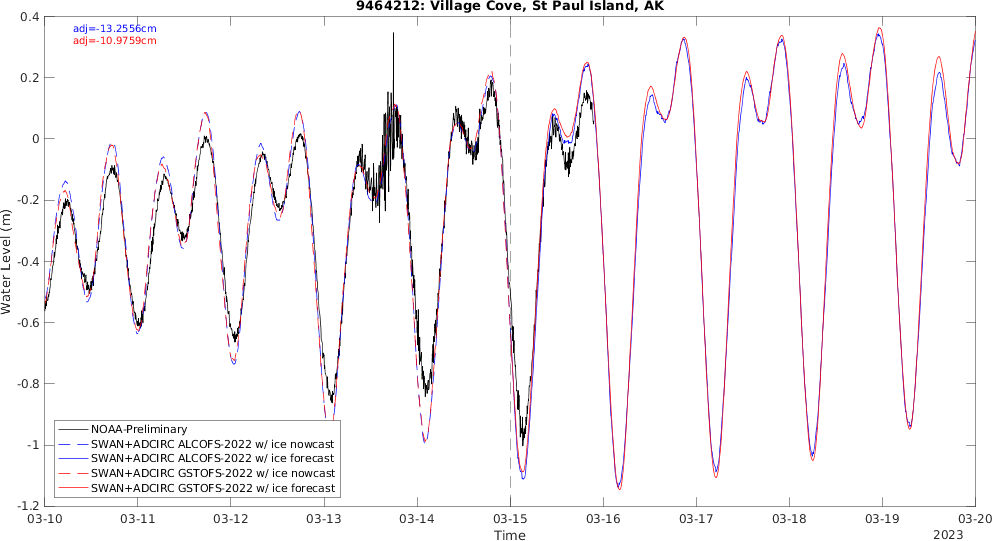 9464212: Village Cove, St Paul Island, AK
adj=-13.2556cm
adj=-10.9759cm
0.4
0.2
0
-0.2
-0.4
-0.6
-0.8
-1
-1.2
Water Level (m)
NOAA-Preliminary
SWAN+ADCIRC ALCOFS-2022 w/ ice nowcast
SWAN+ADCIRC ALCOFS-2022 w/ ice forecast
SWAN+ADCIRC GSTOFS-2022 w/ ice nowcast
SWAN+ADCIRC GSTOFS-2022 w/ ice forecast
03-10 03-11 03-12 03-13 03-14 03-15 03-16 03-17 03-18 03-19 03-20
Time
2023